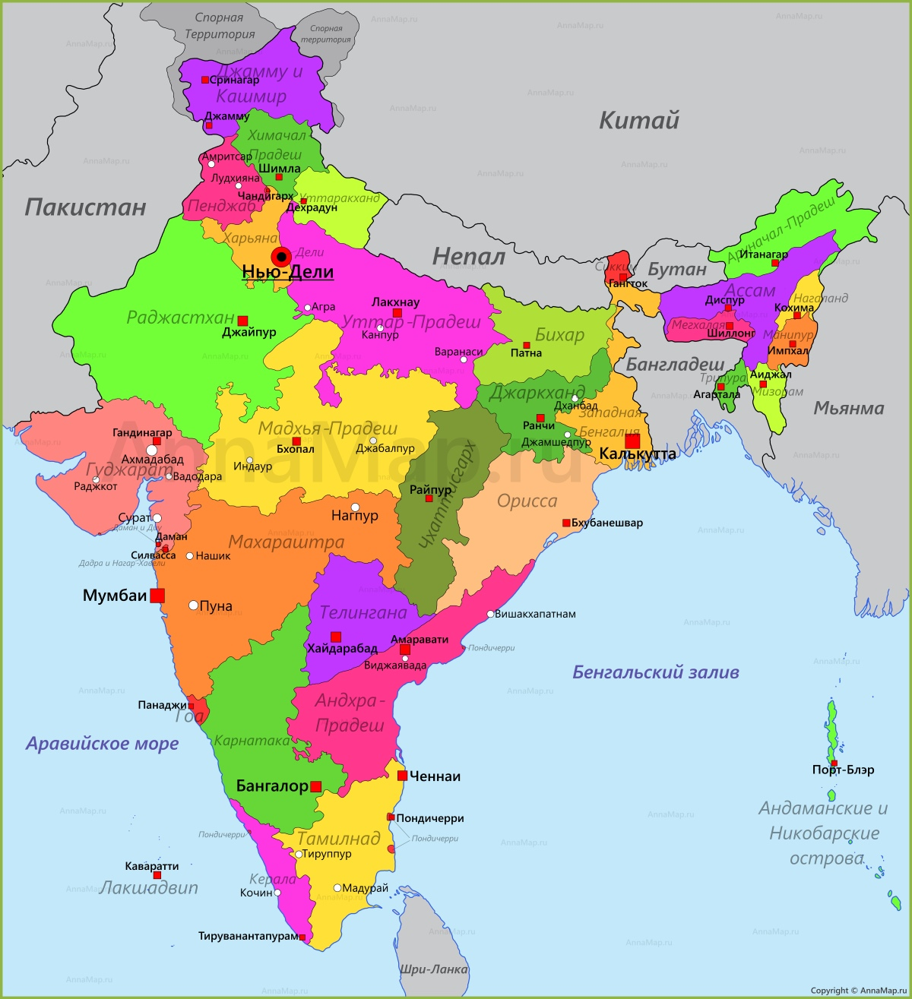 Спорная
Территория
Спорная
территория
Джамму и
Кашмир
Сринагар
Джамму
Китай
Химачал-
Прадеш
Шимла
Амритсар
Лудхияна
Чандигарх
Пенджаб
Уттаракханд
Дехрадун
Пакистан
Харьяна
Дели
Нью-Дели
Непал
Аруначал-Прадеш
Итанагар
Сикким
Гангток
Бутан
Ассам
Диспур
Нагаланд
Кохима
Мегхалая
Шиллонг
Манипур
Импхал
Раджастхан
Джайпур
Агра
Лакхнау
Уттар-Прадеш
Канпур
Варанаси
Бихар
Патна
Бангладеш
Трипура
Агартала
Аиджал
Мизорам
Мьянма
Джаркханд
Дханбад
Ранчи
Джамшедпур
Западная
Бенгалия
Калькутта
Гандинагар
Ахмадабад
Гуджарат
Вадодара
Раджкот
Мадхья-Прадеш
Бхопал
Джабалпур
Индаур
AnnaMap.ru
Чхаттисгарх
Райпур
Орисса
Бхубанешвар
Сурат
Даман и Диу
Даман
Силвасса
Дадра и Нагар-Хавели
Нагпур
Махараштра
Нашик
Мумбаи
Пуна
Телингана
Хайдарабад
Амаравати
Виджаявада
Вишакхапатнам
Пондичерри
Бенгальский залив
Панаджи
Гоа
Андхра-
Прадеш
Карнатака
Аравийское море
Бангалор
Ченнаи
Порт-Блэр
Андаманские и
Никобарские
острова
Пондичерри
Пондичерри
Пондичерри
Тамилнад
Тируппур
Каваратти
Лакшадвип
Керала
Кочин
Мадурай
Тируванантапурам
Шри-Ланка
Copyright © AnnaMap.ru